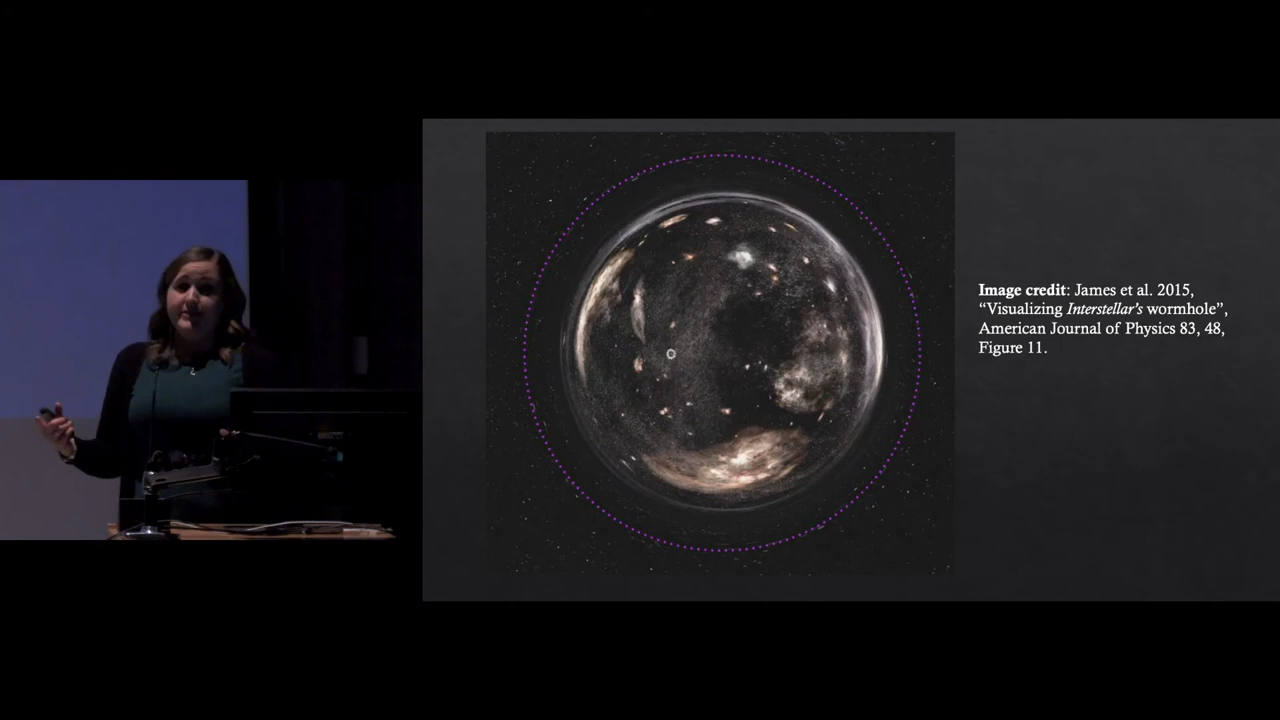 Image credit: James et al. 2015,
“Visualizing Interstellar’s wormhole”,
American Journal of Physics 83, 48,
Figure 11.